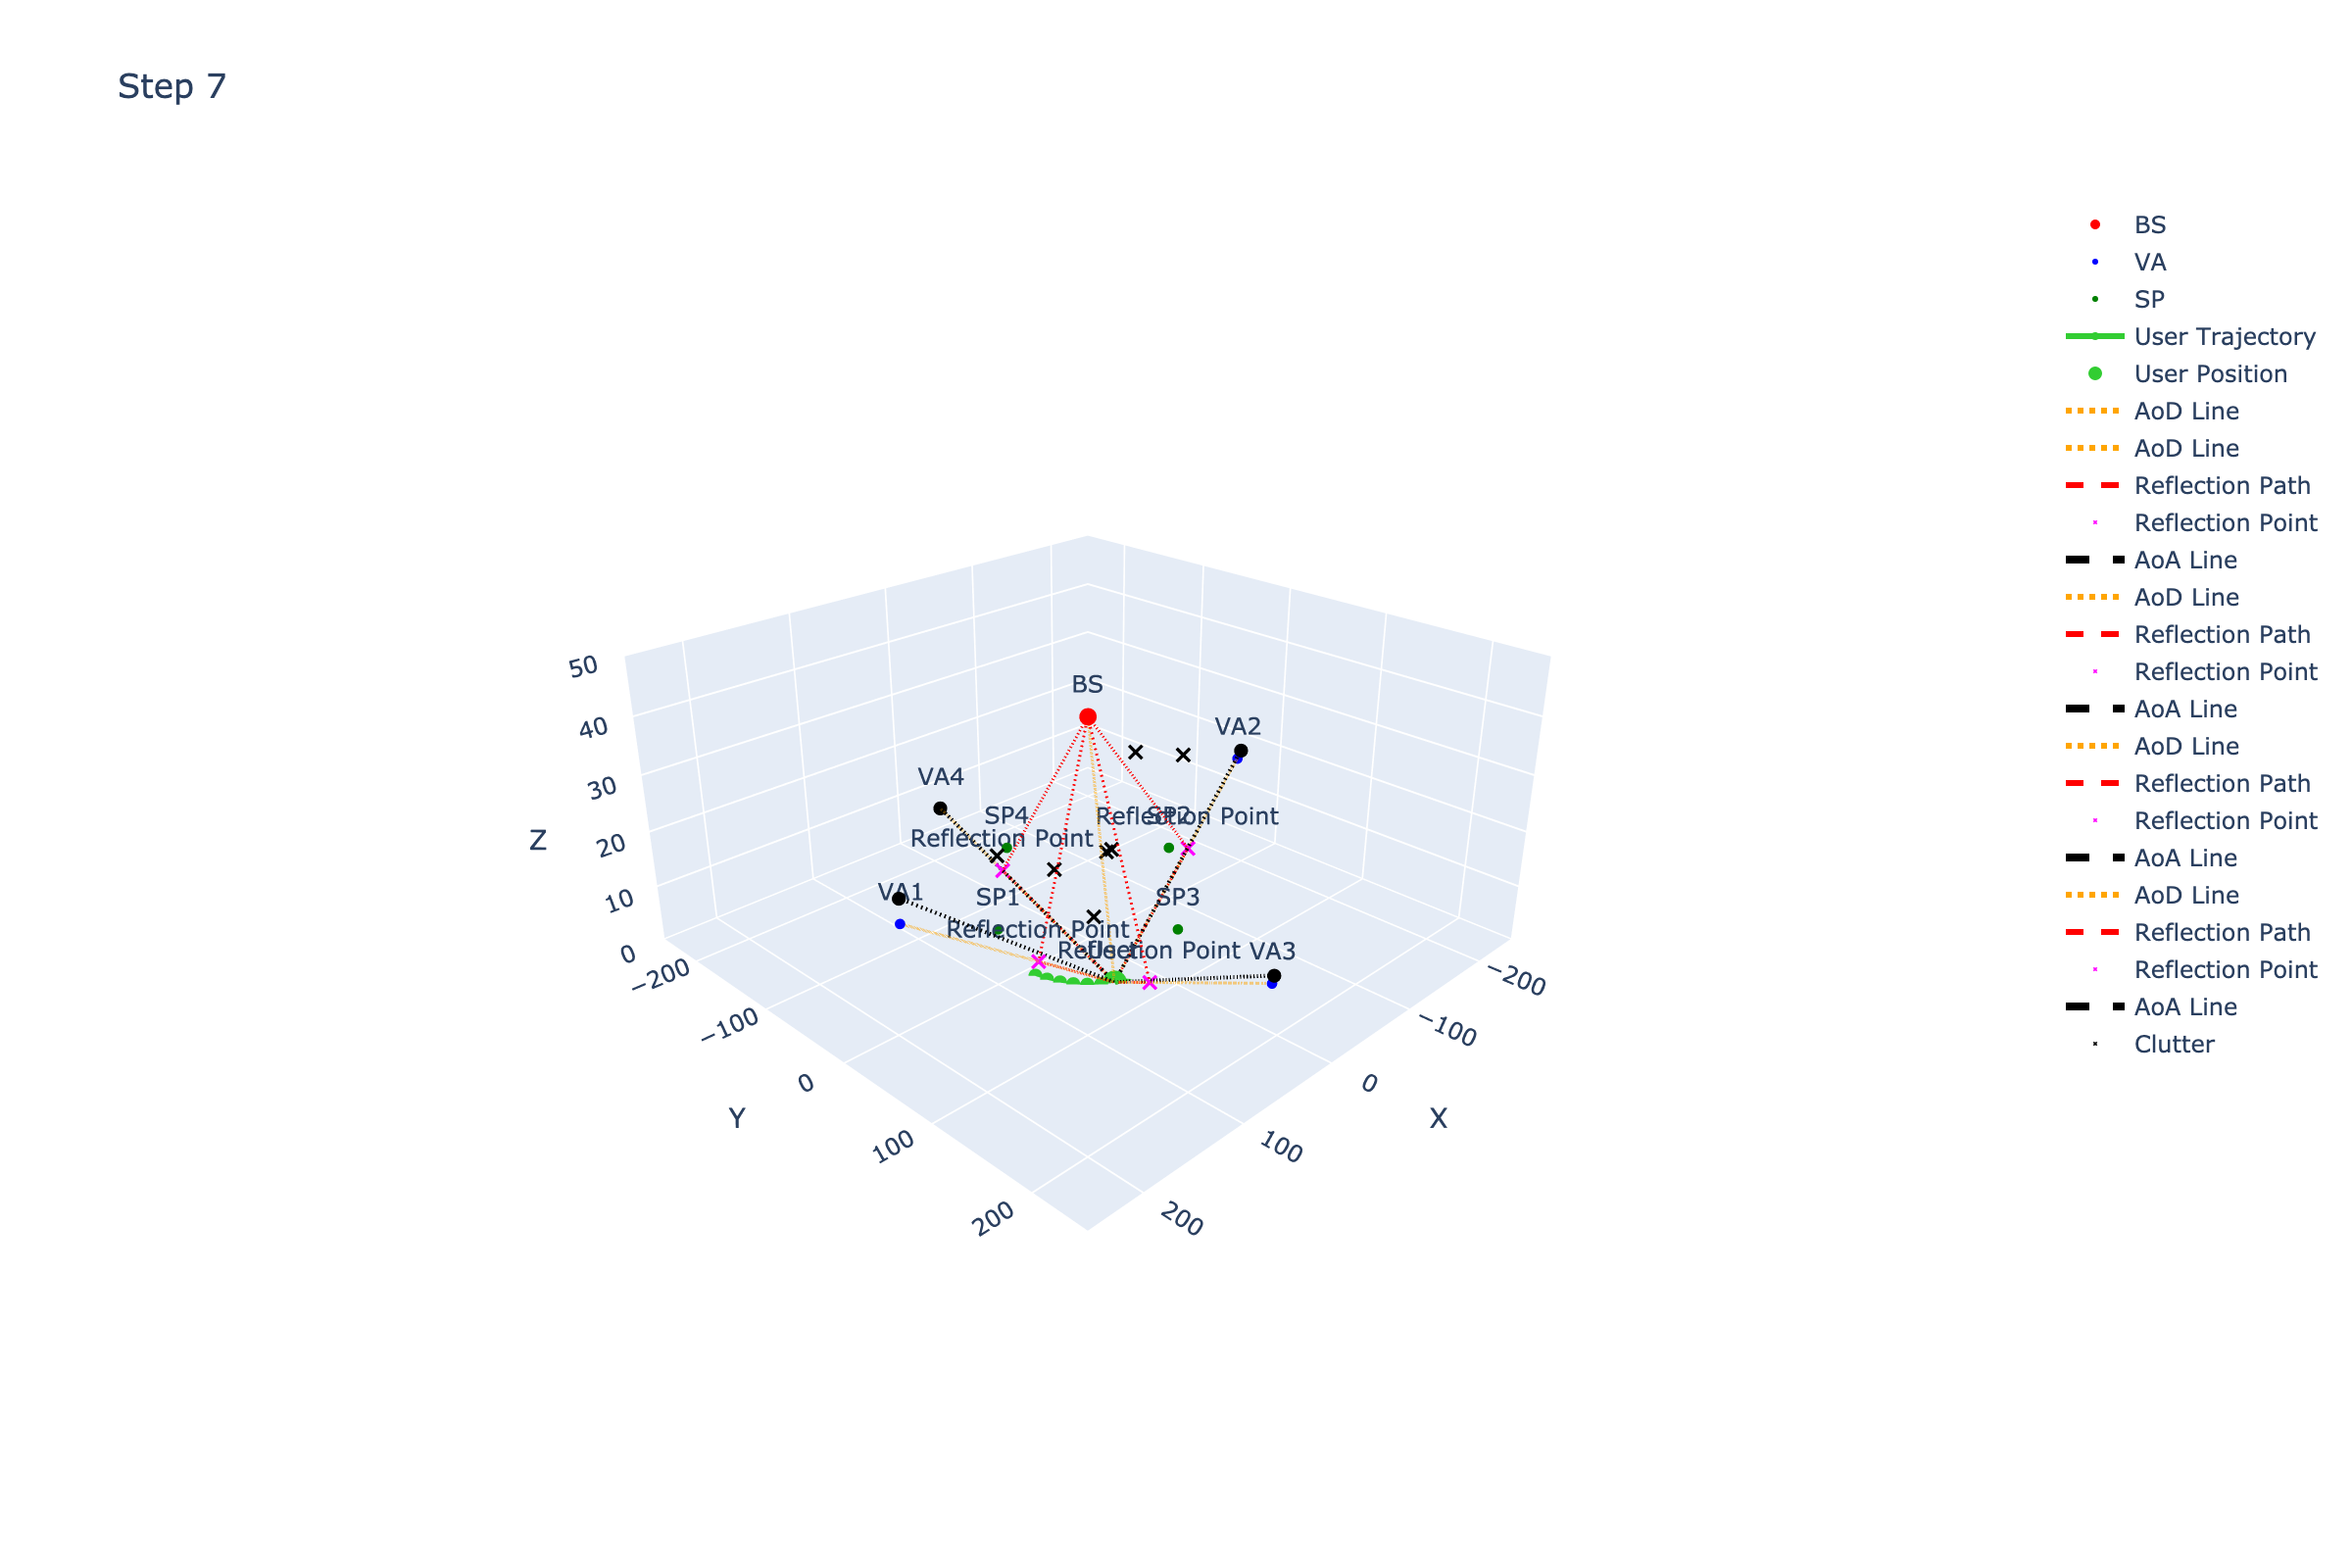 Step 7
BS
VA
SP
User Trajectory
User Position
AoD Line
AoD Line
Reflection Path
Reflection Point
AoA Line
AoD Line
Reflection Path
Reflection Point
AoA Line
AoD Line
Reflection Path
Reflection Point
AoA Line
AoD Line
Reflection Path
Reflection Point
AoA Line
Clutter
BS
VA2
VA4
SP4
SP2
Reflection Point
Reflection Point
VA1
SP1
SP3
Reflection Point
Reflection Point
User
VA3
Z
50
40
30
20
10
0
Y
−200
−100
0
100
200
X
−200
−100
0
100
200